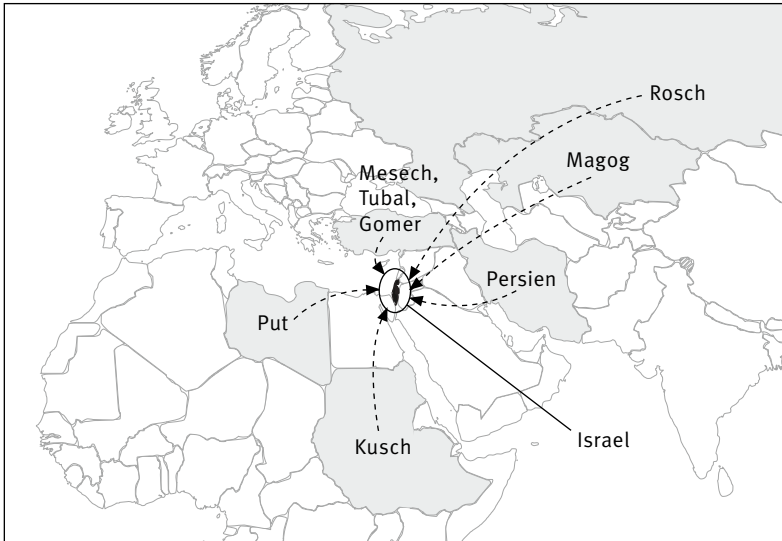 Rosch
Magog
Mesech,
Tubal,
Gomer
Persien
Put
Kusch
Israel